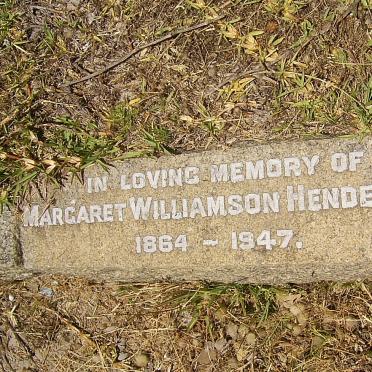 IN LOVING MEMORY OF
MARGARET WILLIAMSON HENDE
1864 ~ 1947.